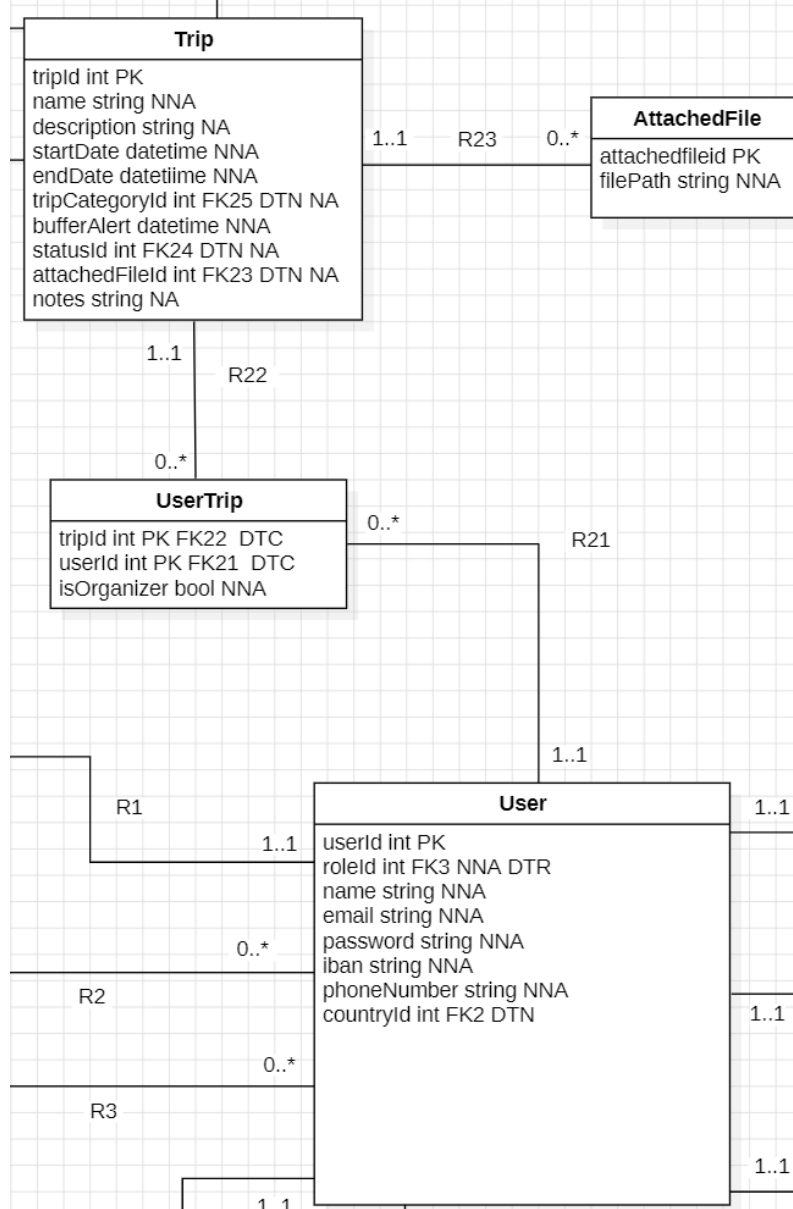 Trip
tripId int PK
name string NNA
description string NA
startDate datetime NNA
endDate datetiime NNA
tripCategoryId int FK25 DTN NA
bufferAlert datetime NNA
statusId int FK24 DTN NA
attachedFileId int FK23 DTN NA
notes string NA
1..1
R23
0..*
AttachedFile
attachedfileid PK
filePath string NNA
1..1
R22
0..*
UserTrip
tripId int PK FK22  DTC
userId int PK FK21  DTC
isOrganizer bool NNA
0..*
R21
1..1
R1
1..1
User
userId int PK
roleId int FK3 NNA DTR
name string NNA
email string NNA
password string NNA
iban string NNA
phoneNumber string NNA
countryId int FK2 DTN
1..1
0..*
R2
1..1
0..*
R3
1..1
1..1